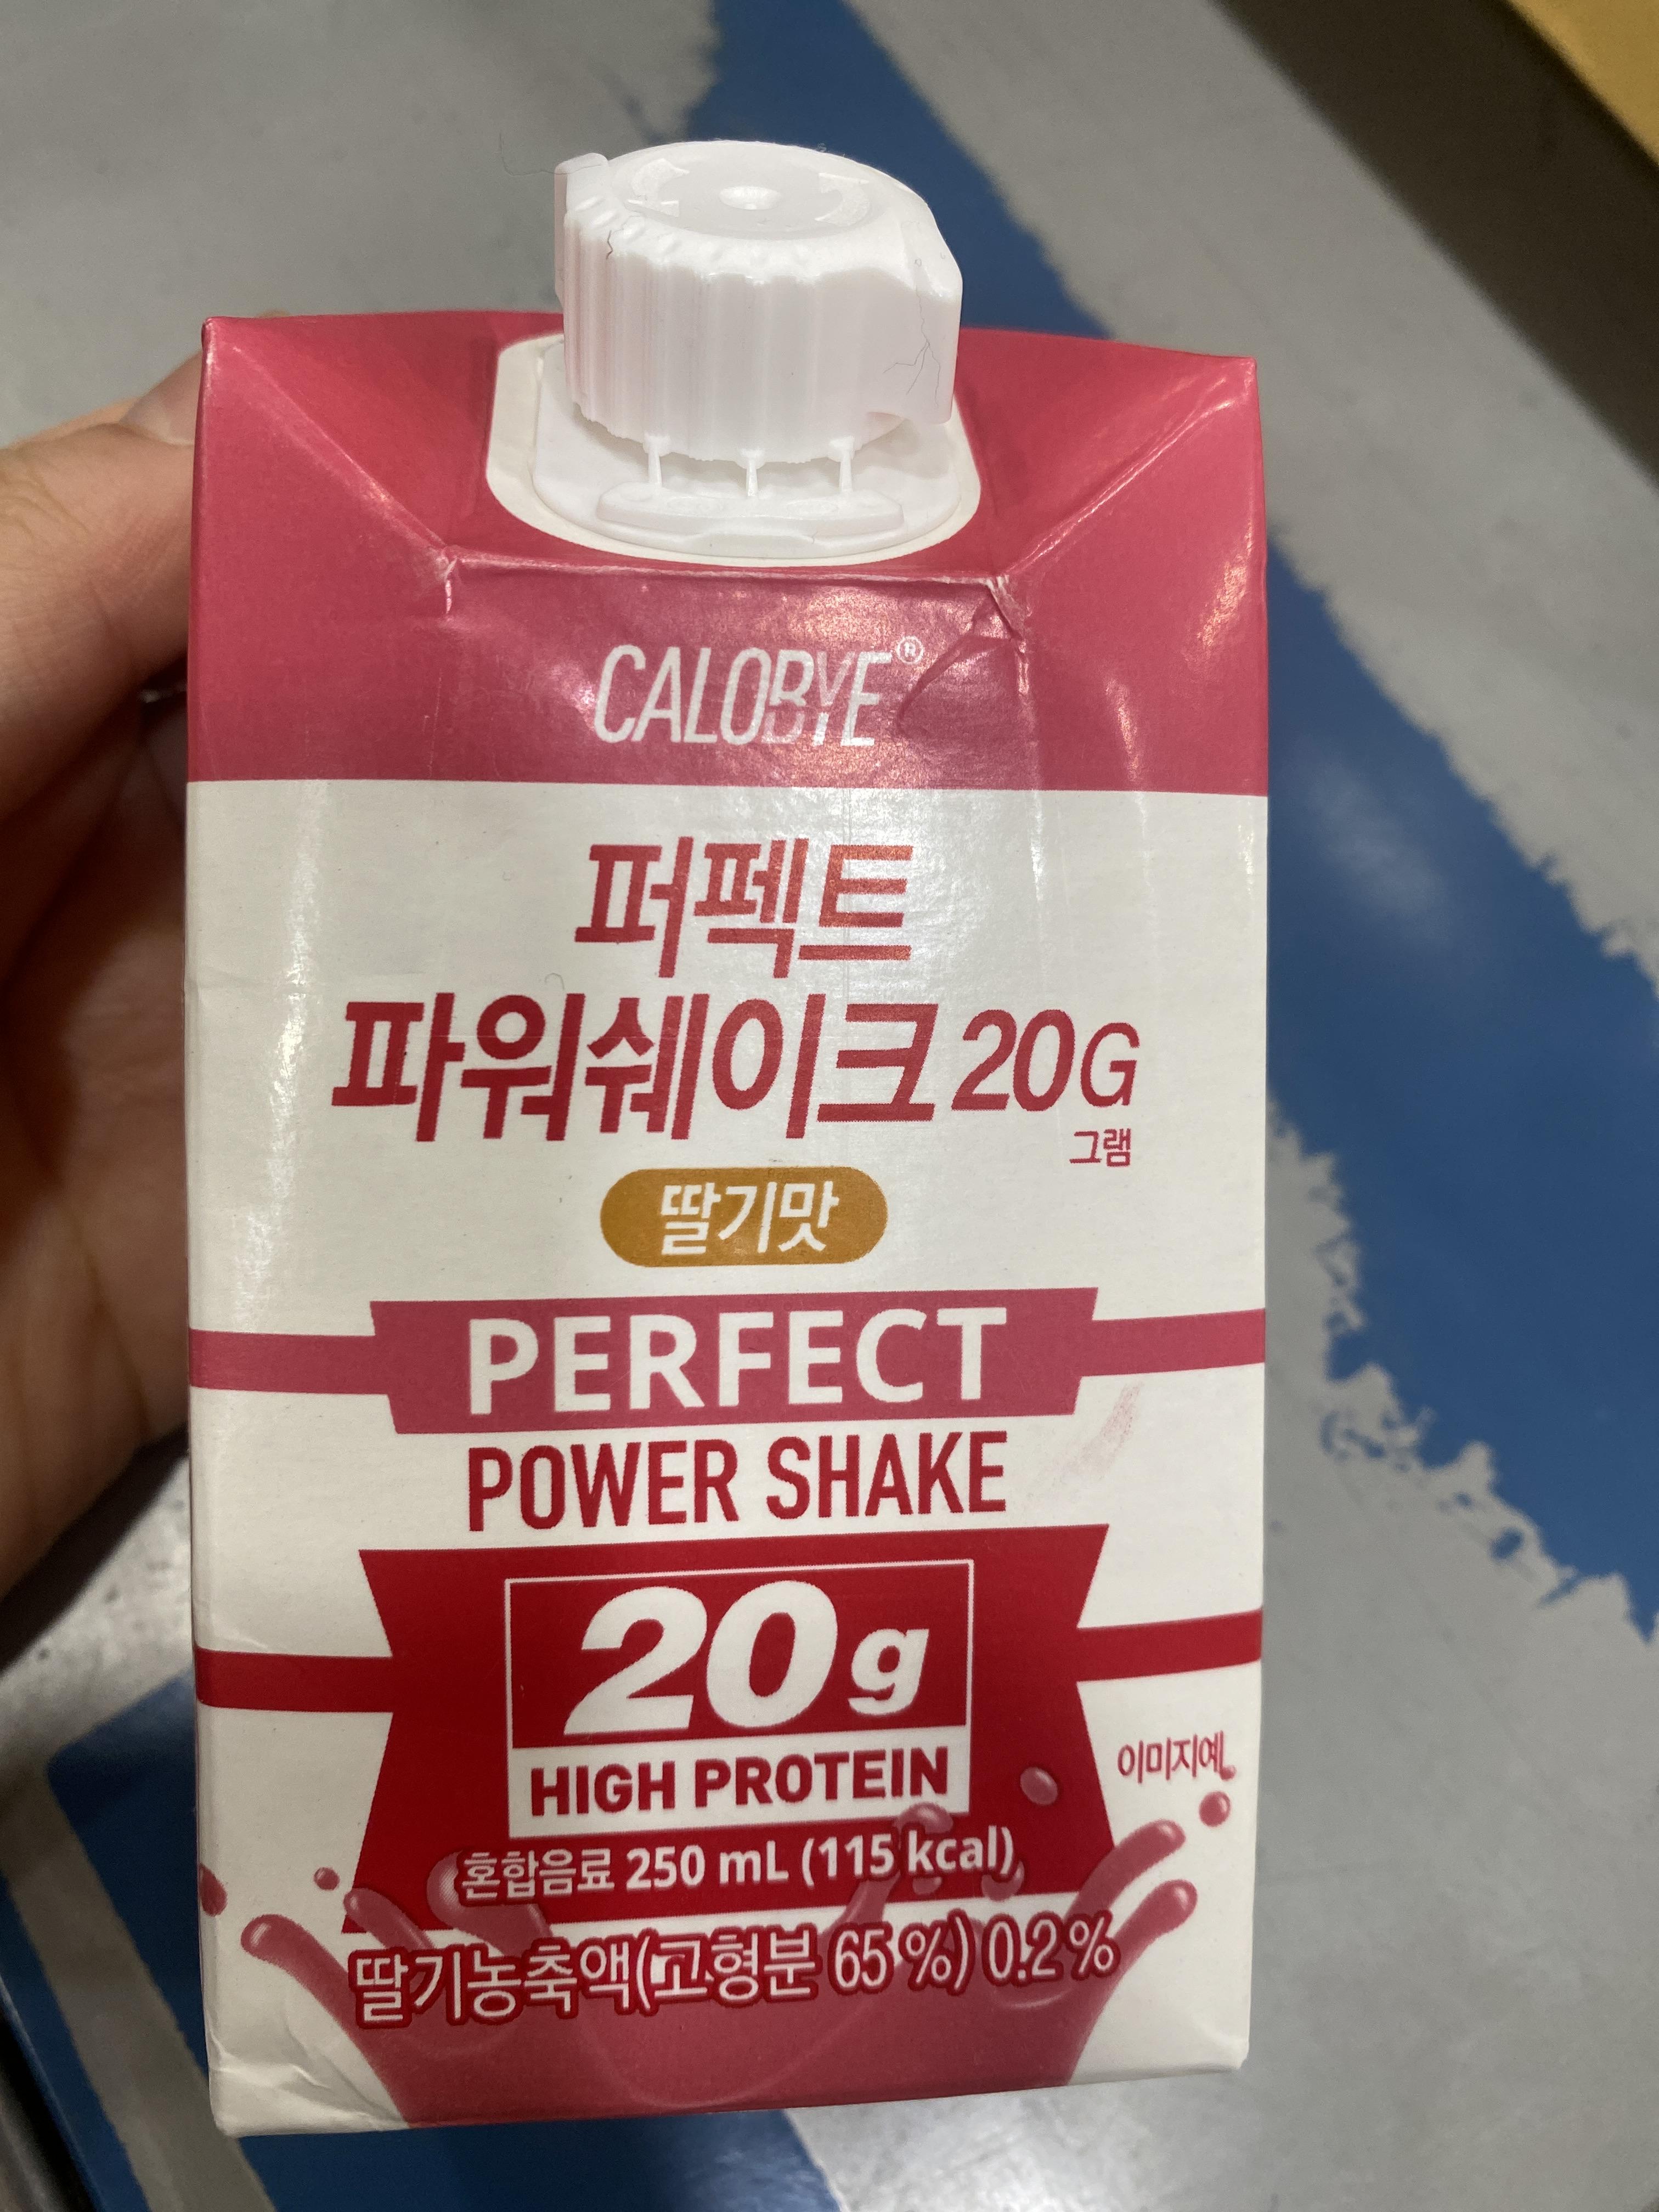 CALOBYE®
퍼펙트
파워쉐이크 20G
그램
딸기맛
PERFECT
POWER SHAKE
20g
HIGH PROTEIN
이미지예
혼합음료 250 mL (115 kcal)
딸기농축액(고형분 65 %) 0.2 %